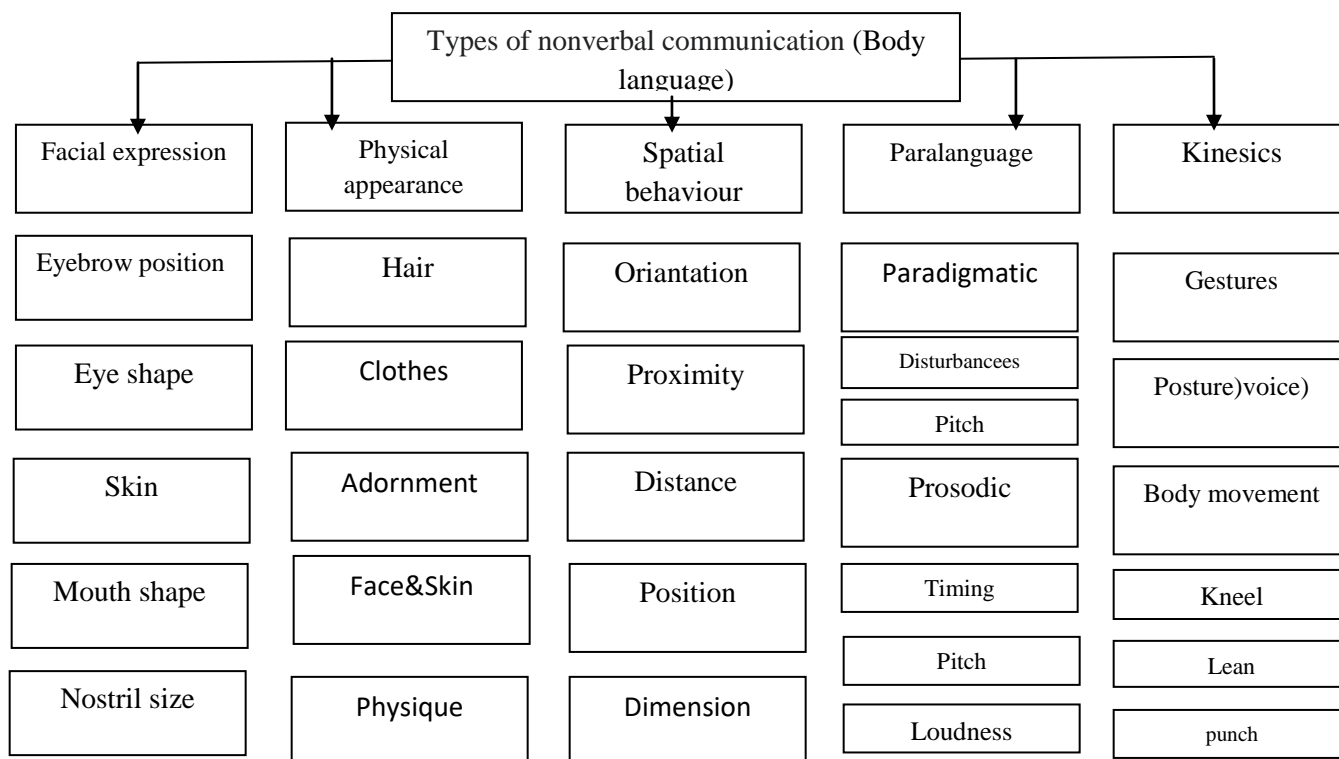 Types of nonverbal communication (Body
language)
Facial expression
Physical
appearance
Spatial
behaviour
Paralanguage
Kinesics
Eyebrow position
Hair
Oriantation
Paradigmatic
Gestures
Eye shape
Clothes
Proximity
Disturbancees
Pitch
Posture)voice)
Skin
Adornment
Distance
Prosodic
Body movement
Mouth shape
Face&Skin
Position
Timing
Kneel
Nostril size
Physique
Dimension
Pitch
Lean
Loudness
punch